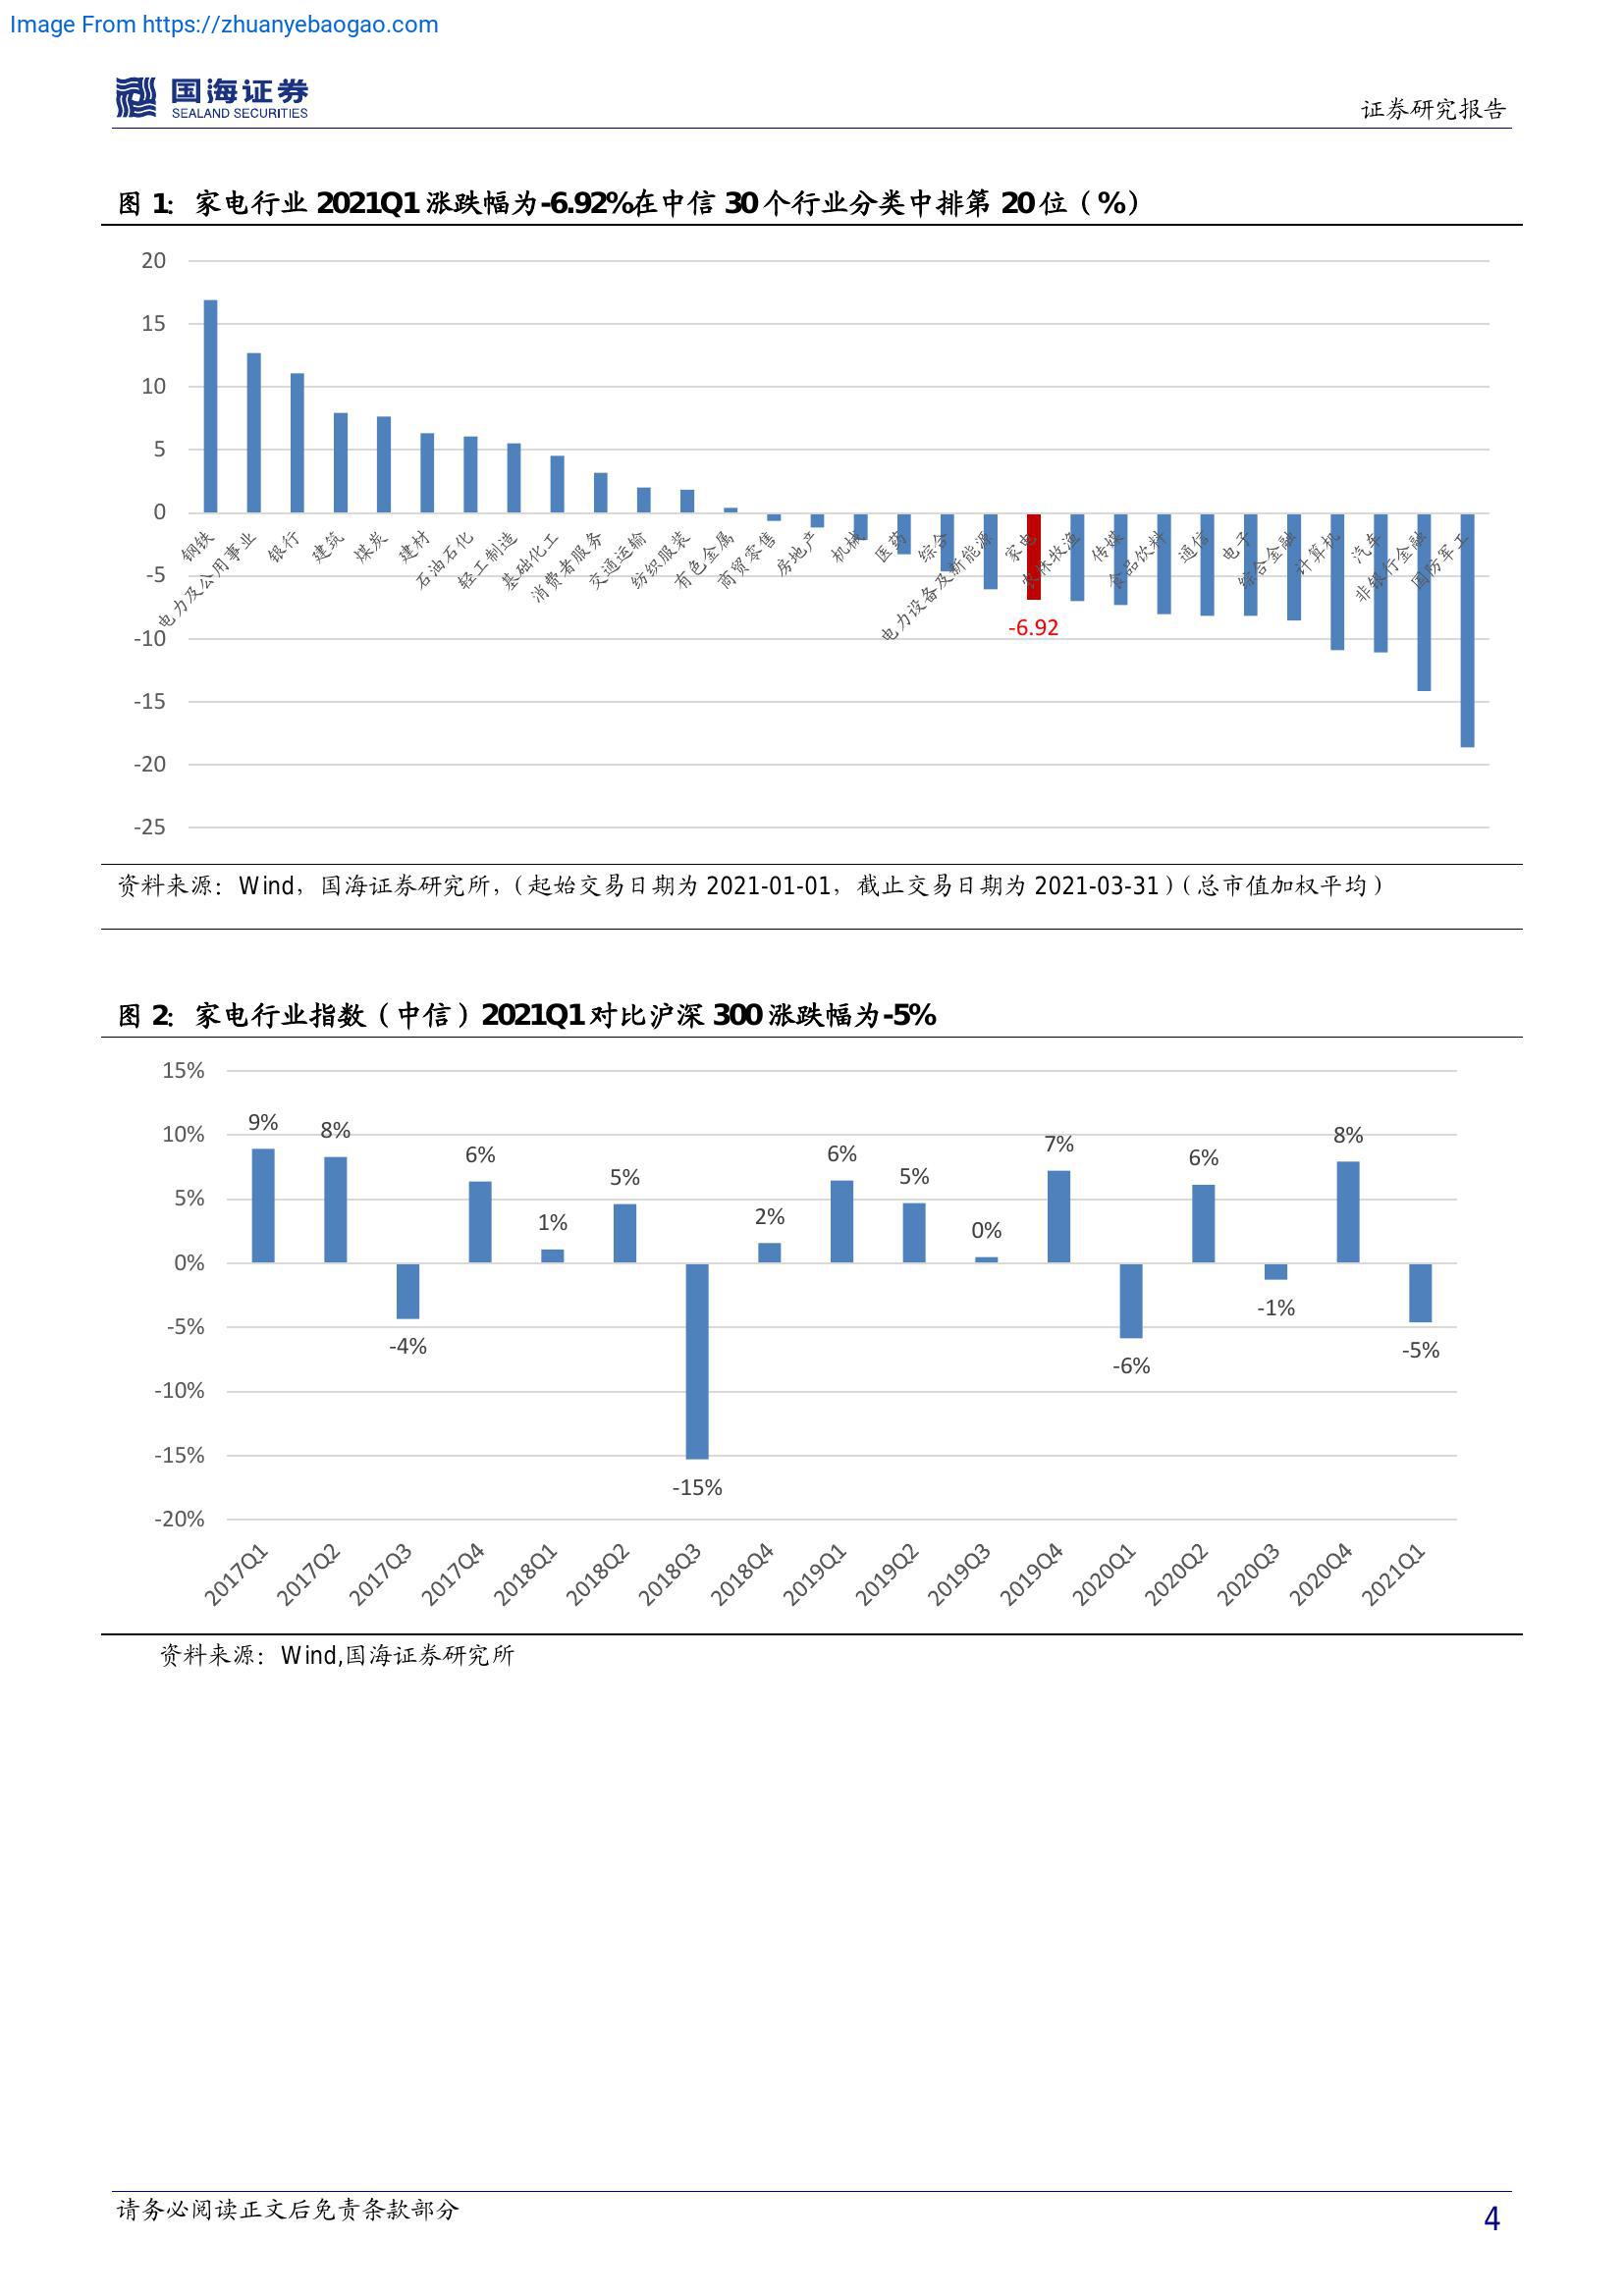 Image From https://zhuanyebaogao.com
国海证券
SEALAND SECURITIES
证券研究报告
图 1：家电行业 2021Q1 涨跌幅为-6.92%在中信 30 个行业分类中排第 20 位（%）
20
15
10
5
0
-5
-10
-15
-20
-25
钢铁
电力及公用事业
银行
建筑
煤炭
建材
石油石化
轻工制造
基础化工
消费者服务
交通运输
纺织服装
有色金属
商贸零售
房地产
机械
医药
综合
电力设备及新能源
家电
农林牧渔
传媒
食品饮料
通信
电子
综合金融
计算机
汽车
非银行金融
国防军工
-6.92
资料来源：Wind，国海证券研究所，（起始交易日期为 2021-01-01，截止交易日期为 2021-03-31）（总市值加权平均）
图 2：家电行业指数（中信）2021Q1 对比沪深 300 涨跌幅为-5%
15%
10%
5%
0%
-5%
-10%
-15%
-20%
9%
8%
-4%
6%
1%
5%
-15%
2%
6%
5%
0%
7%
-6%
6%
-1%
8%
-5%
2017Q1
2017Q2
2017Q3
2017Q4
2018Q1
2018Q2
2018Q3
2018Q4
2019Q1
2019Q2
2019Q3
2019Q4
2020Q1
2020Q2
2020Q3
2020Q4
2021Q1
资料来源：Wind,国海证券研究所
请务必阅读正文后免责条款部分
4